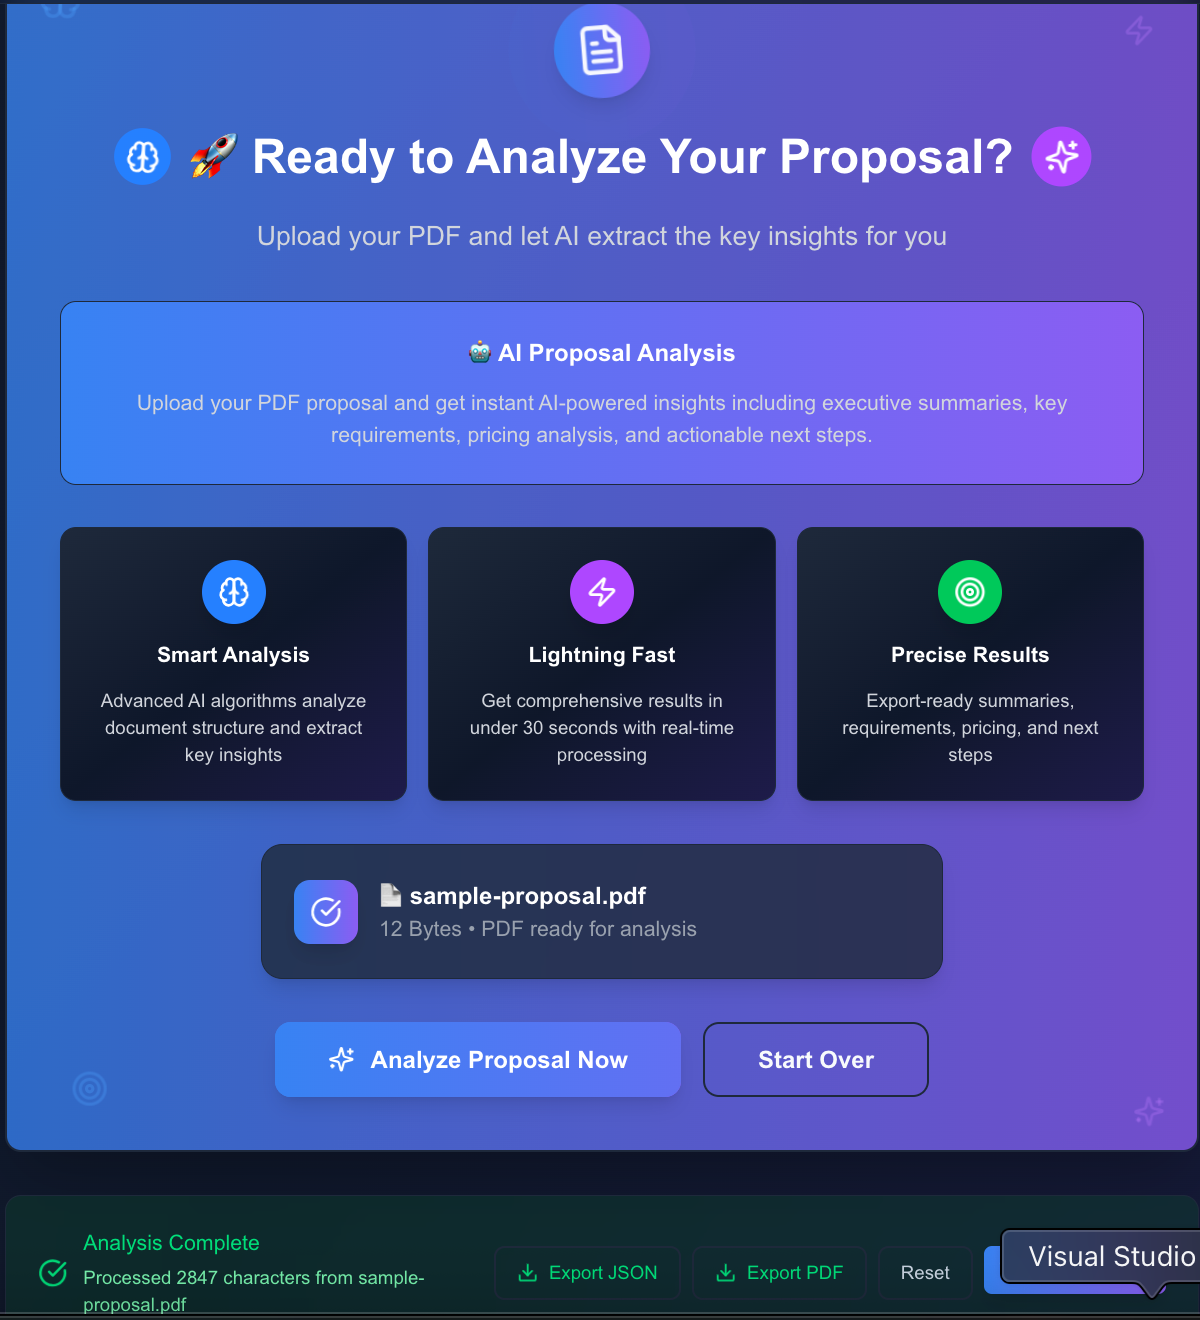 🚀 Ready to Analyze Your Proposal?
Upload your PDF and let AI extract the key insights for you
🤖 AI Proposal Analysis
Upload your PDF proposal and get instant AI-powered insights including executive summaries, key
requirements, pricing analysis, and actionable next steps.
Smart Analysis
Advanced AI algorithms analyze
document structure and extract
key insights
Lightning Fast
Get comprehensive results in
under 30 seconds with real-time
processing
Precise Results
Export-ready summaries,
requirements, pricing, and next
steps
📄 sample-proposal.pdf
12 Bytes • PDF ready for analysis
Analyze Proposal Now
Start Over
Analysis Complete
Processed 2847 characters from sample-
proposal.pdf
Export JSON
Export PDF
Reset
Visual Studio